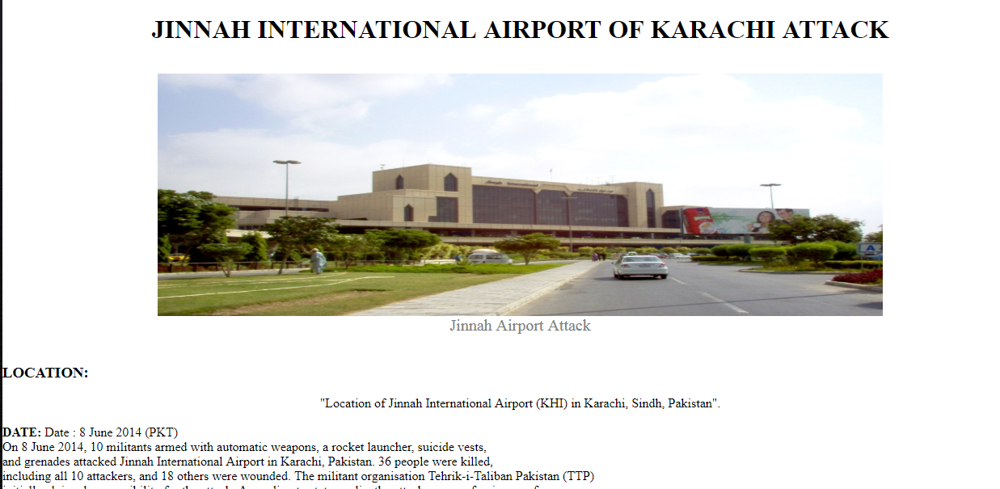 JINNAH INTERNATIONAL AIRPORT OF KARACHI ATTACK
Jinnah International
A
Jinnah Airport Attack
LOCATION:
"Location of Jinnah International Airport (KHI) in Karachi, Sindh, Pakistan".
DATE: Date : 8 June 2014 (PKT)
On 8 June 2014, 10 militants armed with automatic weapons, a rocket launcher, suicide vests,
and grenades attacked Jinnah International Airport in Karachi, Pakistan. 36 people were killed,
including all 10 attackers, and 18 others were wounded. The militant organisation Tehrik-i-Taliban Pakistan (TTP)